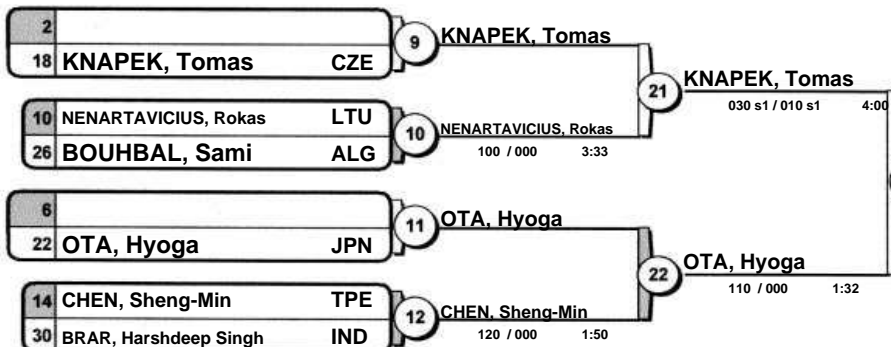 2
18 KNAPEK, Tomas CZE
9 KNAPEK, Tomas
10 NENARTAVICIUS, Rokas LTU
26 BOUHBAL, Sami ALG
10 NENARTAVICIUS, Rokas
100 / 000 3:33
21 KNAPEK, Tomas
030 s1 / 010 s1 4:00
6
22 OTA, Hyoga JPN
11 OTA, Hyoga
14 CHEN, Sheng-Min TPE
30 BRAR, Harshdeep Singh IND
12 CHEN, Sheng-Min
120 / 000 1:50
22 OTA, Hyoga
110 / 000 1:32